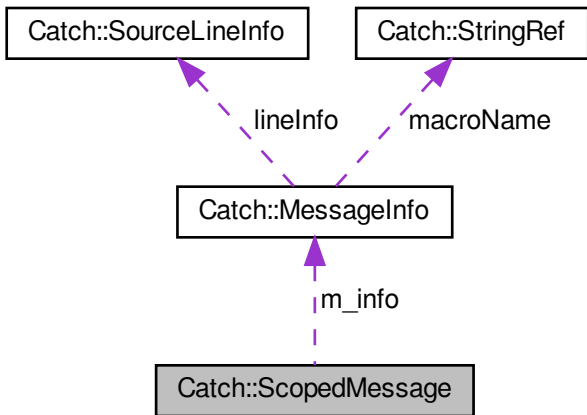 Catch::SourceLineInfo
Catch::StringRef
lineInfo
macroName
Catch::MessageInfo
m_info
Catch::ScopedMessage